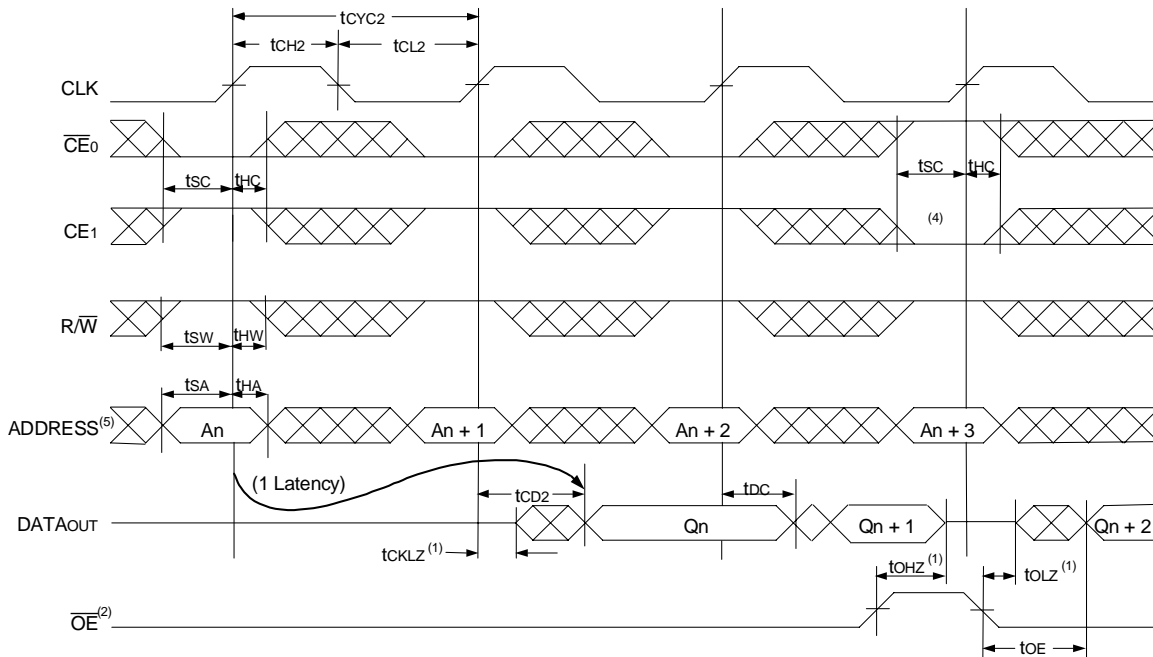 tCYC2
tCH2 tCL2
CLK
CE0
tSC tHC tSC tHC
CE1 (4)
R/W
tSW tHW
tSA tHA
ADDRESS(5) An An + 1 An + 2 An + 3
(1 Latency) tCD2 tDC
DATAOUT Qn Qn + 1 Qn + 2
tCKLZ (1) tOHZ (1) tOLZ (1)
OE(2)
tOE